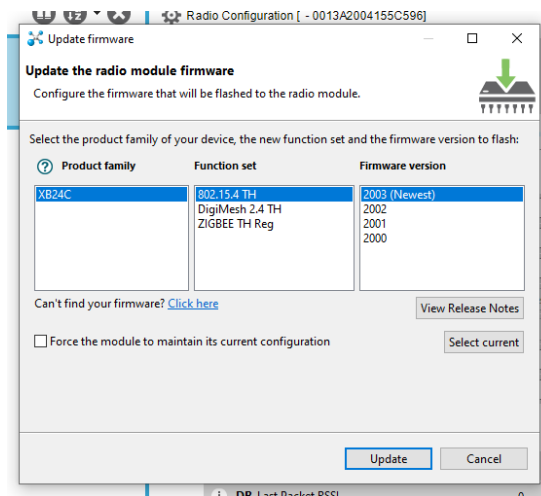 Radio Configuration [ - 0013A2004155C596]
Update firmware
Update the radio module firmware
Configure the firmware that will be flashed to the radio module.
Select the product family of your device, the new function set and the firmware version to flash:
Product family
XB24C
Function set
802.15.4 TH
DigiMesh 2.4 TH
ZIGBEE TH Reg
Firmware version
2003 (Newest)
2002
2001
2000
Can't find your firmware? Click here
View Release Notes
Force the module to maintain its current configuration
Select current
Update
Cancel
DB Last Packet RSSI